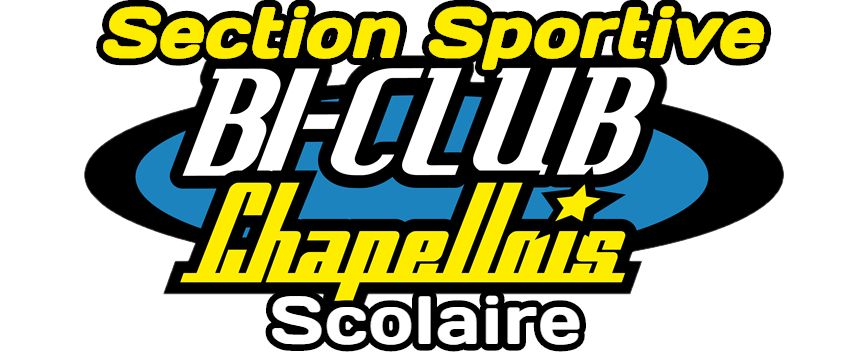 Section Sportive
BI-CLUB
Chapellois
Scolaire